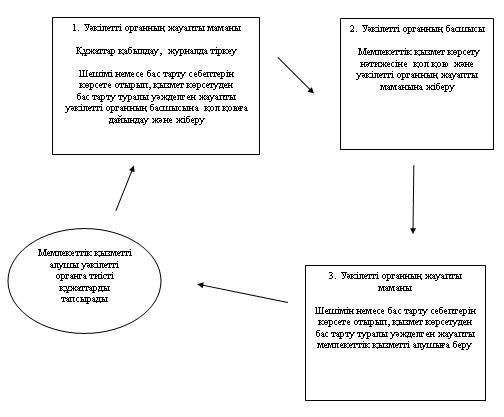 1. Уәкілетті органның жауапты маманы
Құжаттар қабылдау, журналда тіркеу
Шешімі немесе бас тарту себептерін
көрсете отырып, қызмет көрсетуден
бас тарту туралы уәжделген жауапты
уәкілетті органның басшысына қол қоюға
дайындау және жіберу
2. Уәкілетті органның басшысы
Мемлекеттік қызмет көрсету
нәтижесіне қол қою және
уәкілетті органның жауапты
маманына жіберу
Мемлекеттік қызметті
алушы уәкілетті
органға тиісті
құжаттарды
тапсырады
3. Уәкілетті органның жауапты
маманы
Шешімін немесе бас тарту себептерін
көрсете отырып, қызмет көрсетуден
бас тарту туралы уәжделген жауапты
мемлекеттік қызметті алушыға беру